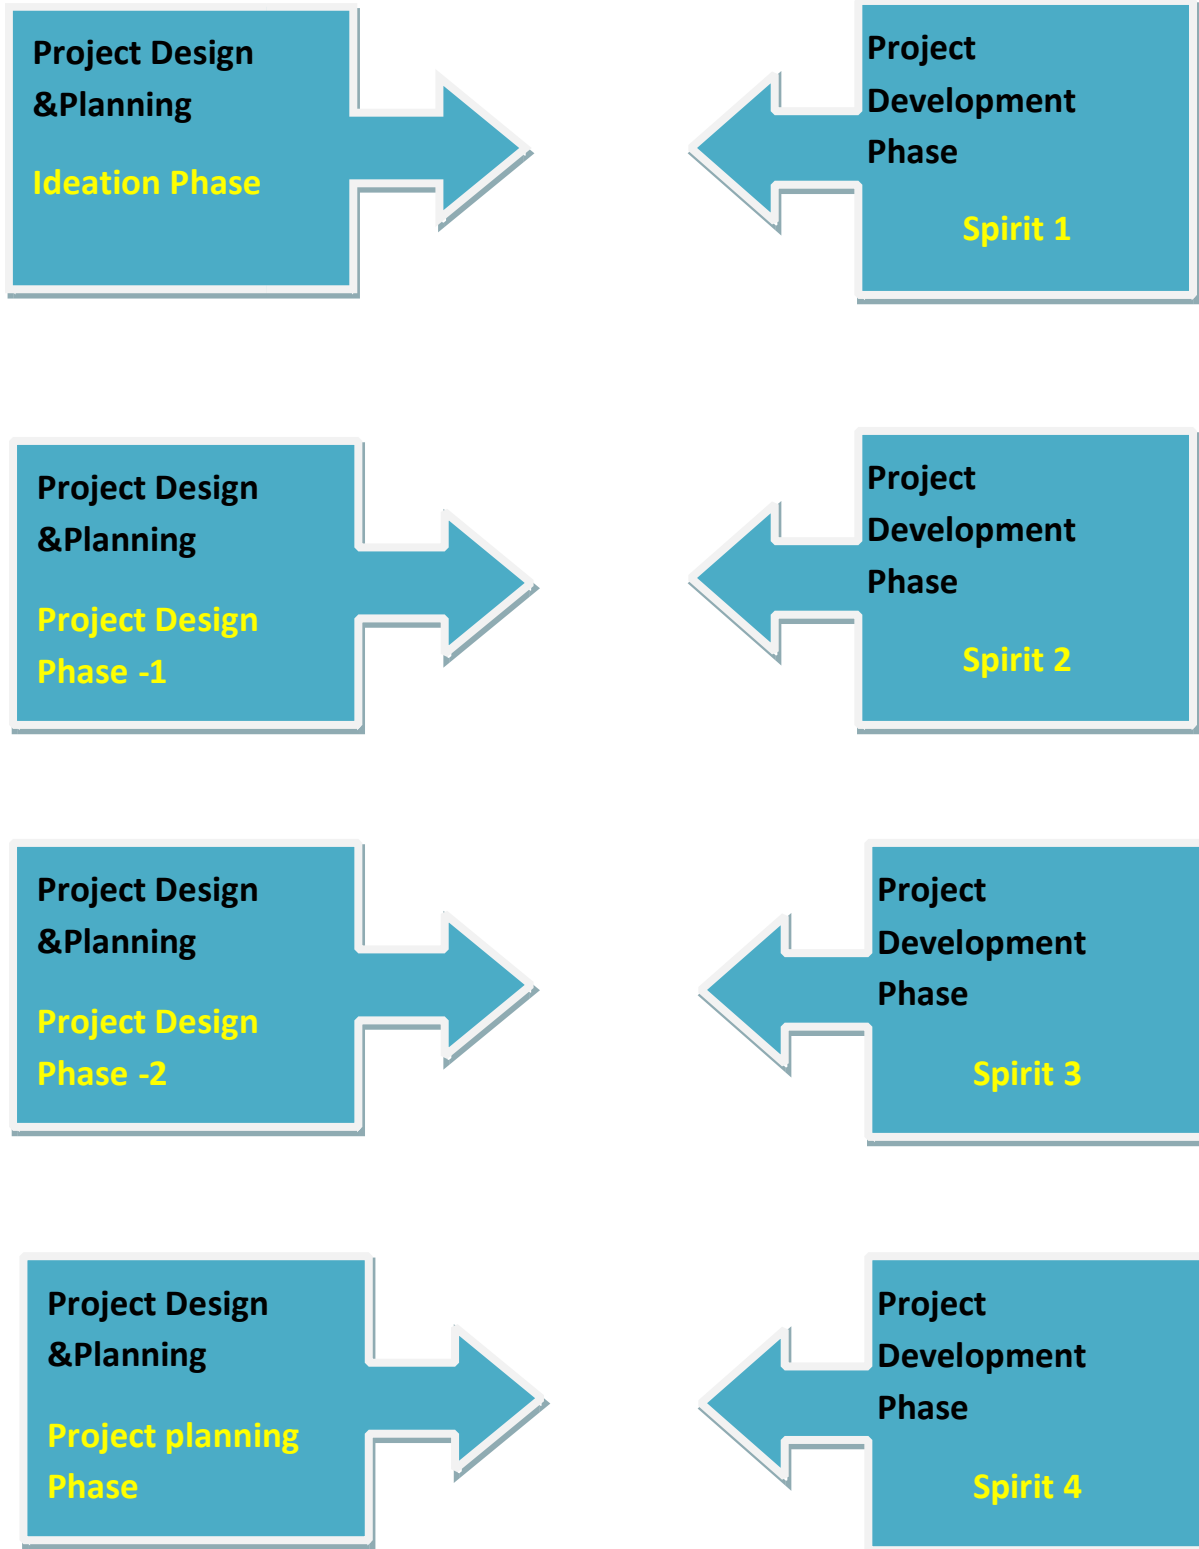 Project Design
&Planning
Ideation Phase
Project
Development
Phase
Spirit 1
Project Design
&Planning
Project Design
Phase -1
Project
Development
Phase
Spirit 2
Project Design
&Planning
Project Design
Phase -2
Project
Development
Phase
Spirit 3
Project Design
&Planning
Project planning
Phase
Project
Development
Phase
Spirit 4